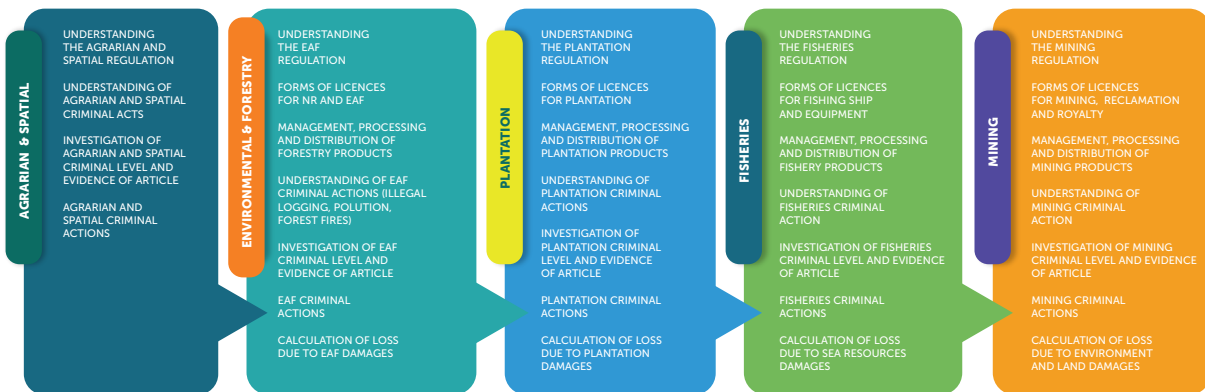 AGRARIAN & SPATIAL
UNDERSTANDING
THE AGRARIAN AND
SPATIAL REGULATION
UNDERSTANDING OF
AGRARIAN AND SPATIAL
CRIMINAL ACTS
INVESTIGATION OF
AGRARIAN AND SPATIAL
CRIMINAL LEVEL AND
EVIDENCE OF ARTICLE
AGRARIAN AND
SPATIAL CRIMINAL
ACTIONS
ENVIRONMENTAL & FORESTRY
UNDERSTANDING
THE EAF
REGULATION
FORMS OF LICENCES
FOR NR AND EAF
MANAGEMENT, PROCESSING
AND DISTRIBUTION OF
FORESTRY PRODUCTS
UNDERSTANDING OF EAF
CRIMINAL ACTIONS (ILLEGAL
LOGGING, POLUTION,
FOREST FIRES)
INVESTIGATION OF EAF
CRIMINAL LEVEL AND
EVIDENCE OF ARTICLE
EAF CRIMINAL
ACTIONS
CALCULATION OF LOSS
DUE TO EAF DAMAGES
PLANTATION
UNDERSTANDING
THE PLANTATION
REGULATION
FORMS OF LICENCES
FOR PLANTATION
MANAGEMENT, PROCESSING
AND DISTRIBUTION OF
PLANTATION PRODUCTS
UNDERSTANDING OF
PLANTATION CRIMINAL
ACTIONS
INVESTIGATION OF
PLANTATION CRIMINAL
LEVEL AND EVIDENCE
OF ARTICLE
PLANTATION CRIMINAL
ACTIONS
CALCULATION OF LOSS
DUE TO PLANTATION
DAMAGES
FISHERIES
UNDERSTANDING
THE FISHERIES
REGULATION
FORMS OF LICENCES
FOR FISHING SHIP
AND EQUIPMENT
MANAGEMENT, PROCESSING
AND DISTRIBUTION OF
FISHERY PRODUCTS
UNDERSTANDING OF
FISHERIES CRIMINAL
ACTION
INVESTIGATION OF FISHERIES
CRIMINAL LEVEL AND EVIDENCE
OF ARTICLE
FISHERIES CRIMINAL
ACTIONS
CALCULATION OF LOSS
DUE TO SEA RESOURCES
DAMAGES
MINING
UNDERSTANDING
THE MINING
REGULATION
FORMS OF LICENCES
FOR MINING, RECLAMATION
AND ROYALTY
MANAGEMENT, PROCESSING
AND DISTRIBUTION OF
MINING PRODUCTS
UNDERSTANDING OF
MINING CRIMINAL
ACTION
INVESTIGATION OF MINING
CRIMINAL LEVEL AND EVIDENCE
OF ARTICLE
MINING CRIMINAL
ACTIONS
CALCULATION OF LOSS
DUE TO ENVIRONMENT
AND LAND DAMAGES